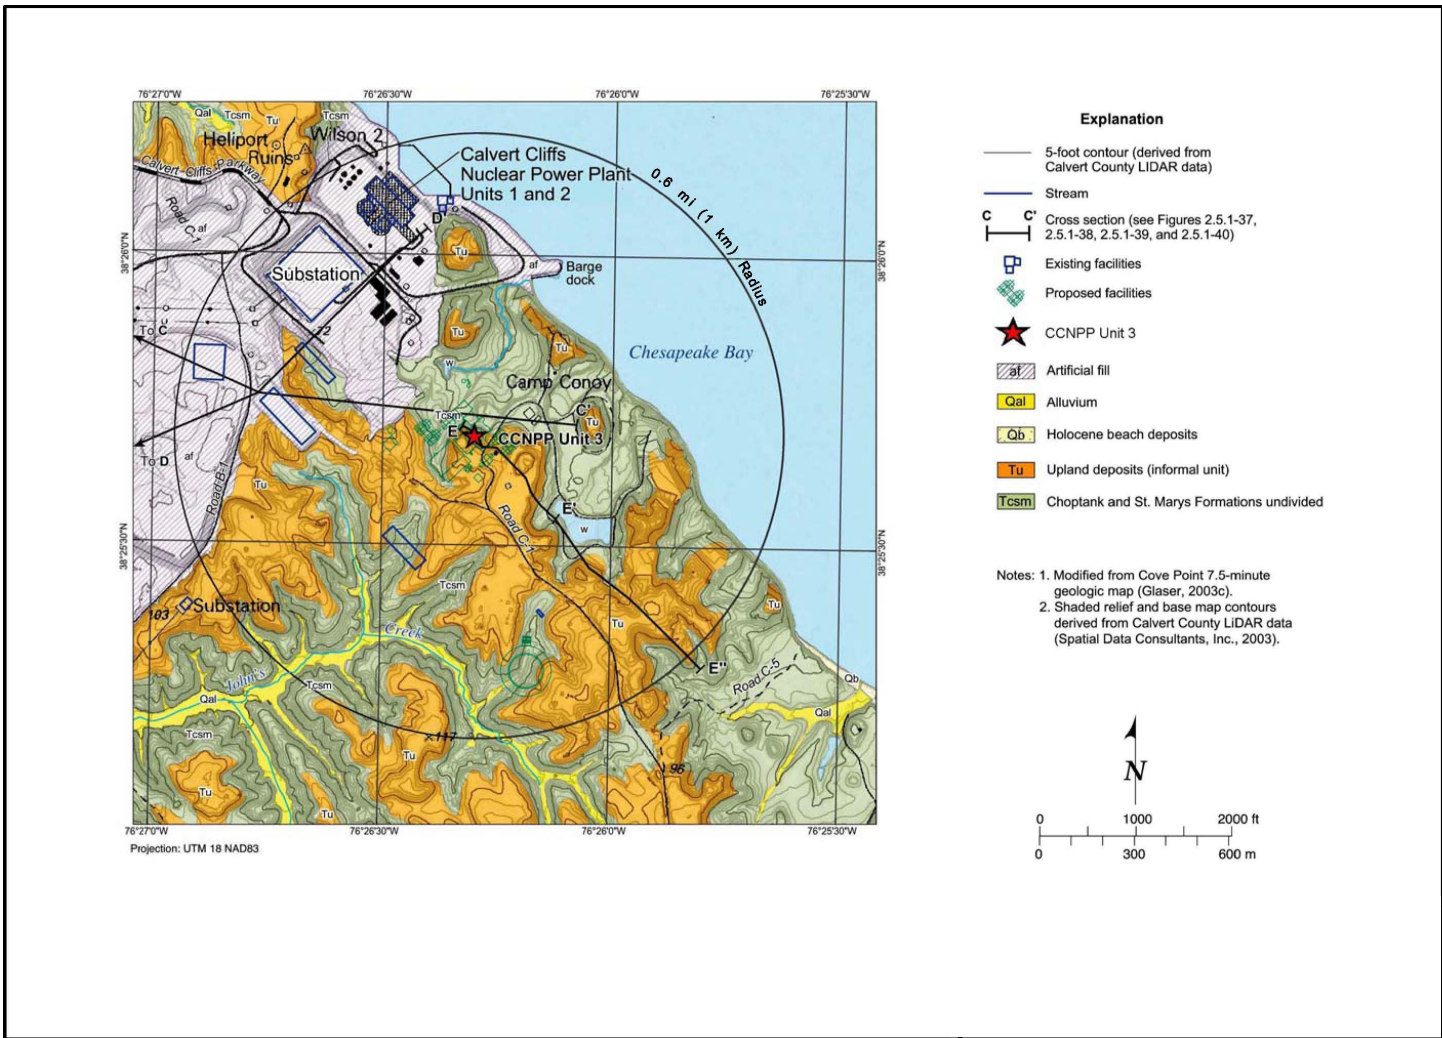 76°27'0"W
76°26'30"W
76°26'0"W
76°25'30"W
Qal
Tcsm
Tu
Tcsm
Heliport
Ruins
Wilson 2
Calvert Cliffs Parkway
Calvert Cliffs
Nuclear Power Plant
Units 1 and 2
0.6 mi (1 km) Radius
Road C-1
af
D'
Tu
38°26'0"N
38°26'0"N
Substation
af
Barge
dock
To C
72
Tu
Tu
Chesapeake Bay
w
Camp Conoy
C'
Tcsm
Tu
E
CCNPP Unit 3
To D
af
Road B-1
Tu
E'
Road C-1
w
38°25'30"N
38°25'30"N
Tcsm
103
Substation
Tu
Tu
Creek
John's
E"
Road C-5
Tcsm
Qb
Qal
Qal
Tcsm
×117
Tu
96
Tu
Tu
76°27'0"W
76°26'30"W
76°26'0"W
76°25'30"W
Projection: UTM 18 NAD83
Explanation
5-foot contour (derived from
Calvert County LIDAR data)
Stream
C
C'
Cross section (see Figures 2.5.1-37,
2.5.1-38, 2.5.1-39, and 2.5.1-40)
Existing facilities
Proposed facilities
CCNPP Unit 3
af
Artificial fill
Qal
Alluvium
Qb
Holocene beach deposits
Tu
Upland deposits (informal unit)
Tcsm
Choptank and St. Marys Formations undivided
Notes: 1. Modified from Cove Point 7.5-minute
geologic map (Glaser, 2003c).
2. Shaded relief and base map contours
derived from Calvert County LiDAR data
(Spatial Data Consultants, Inc., 2003).
N
0
1000
2000 ft
0
300
600 m